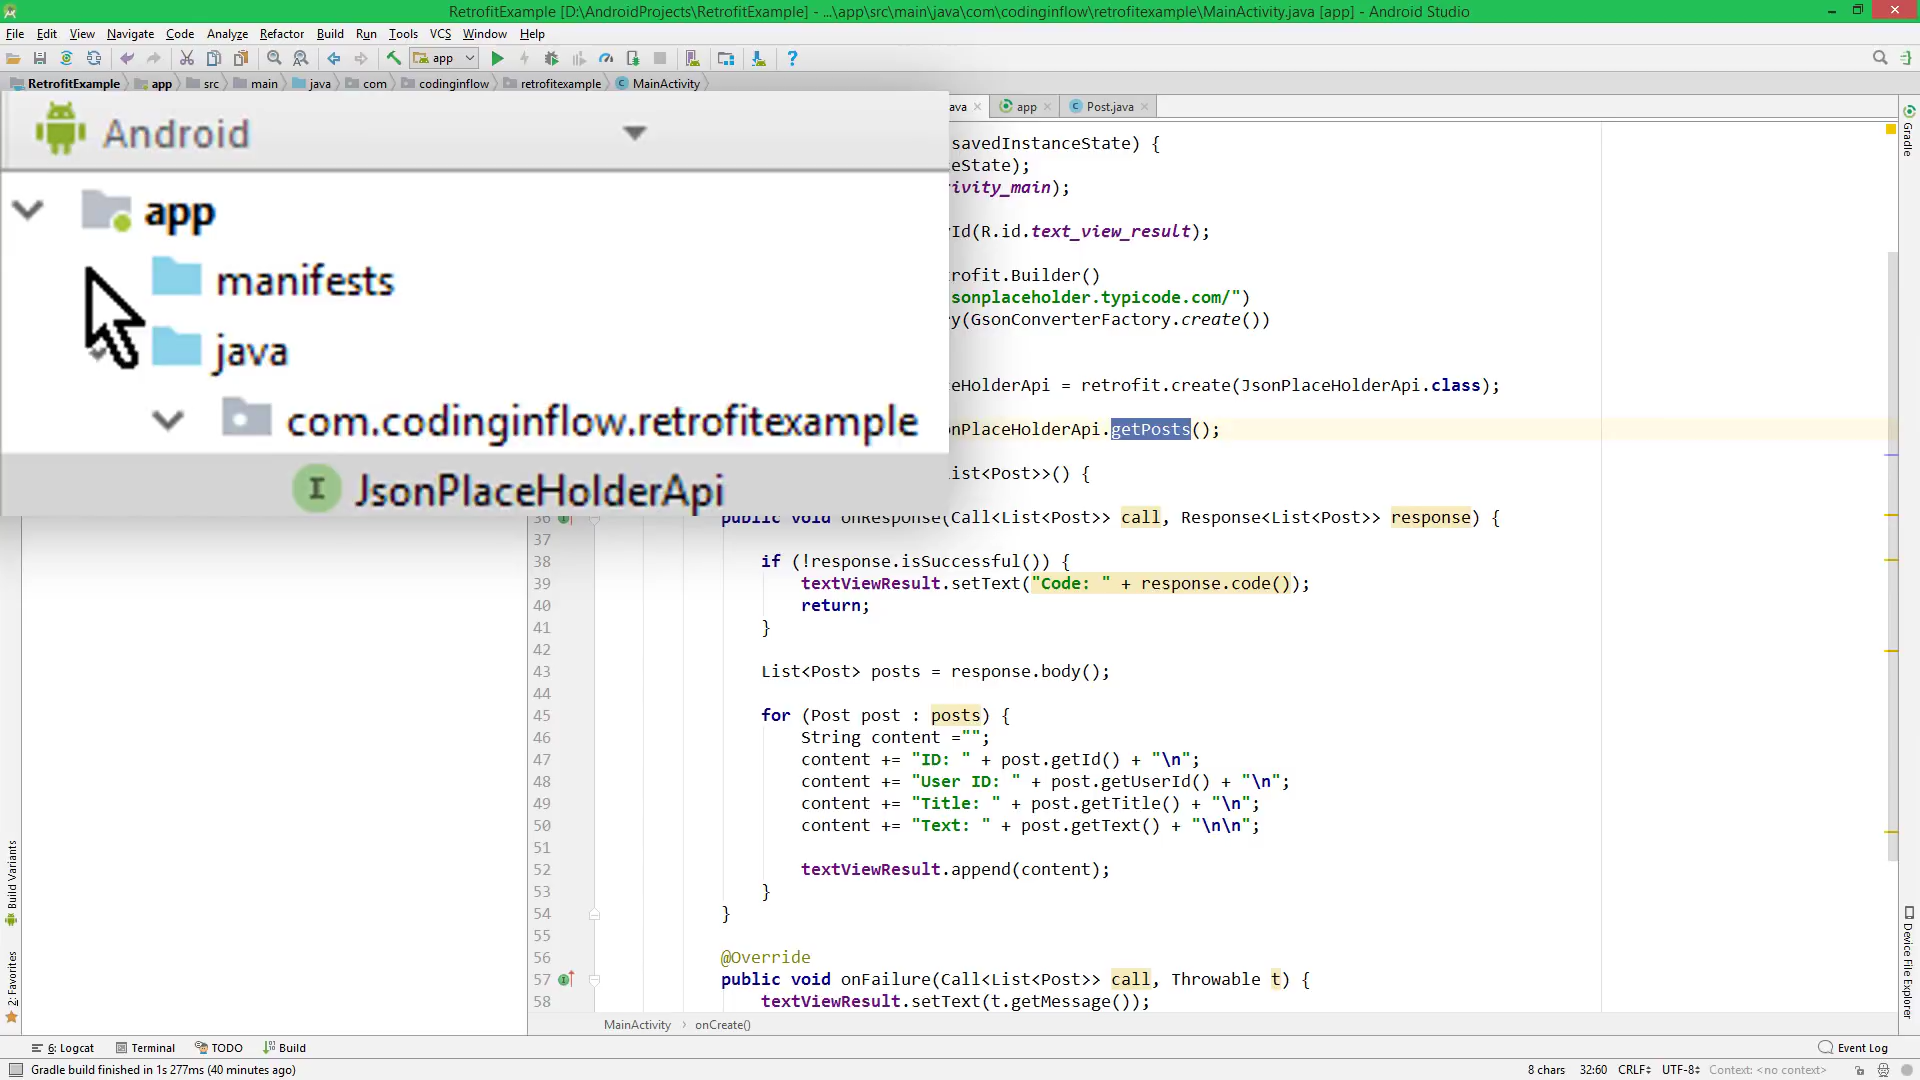 RetrofitExample [D:\AndroidProjects\RetrofitExample] - ...\app\src\main\java\com\codinginflow\retrofitexample\MainActivity.java [app] - Android Studio
File Edit View Navigate Code Analyze Refactor Build Run Tools VCS Window Help
app
RetrofitExample app src main java com codinginflow retrofitexample MainActivity
Android
app
manifests
java
com.codinginflow.retrofitexample
I JsonPlaceHolderApi
ava app Post.java
savedInstanceState) {
eState);
ivity_main);
Id(R.id.text_view_result);
rofit.Builder()
sonplaceholder.typicode.com/")
y(GsonConverterFactory.create())
eHolderApi = retrofit.create(JsonPlaceHolderApi.class);
nPlaceHolderApi.getPosts();
ist<Post>>() {
36 public void onResponse(Call<List<Post>> call, Response<List<Post>> response) {
37
38 if (!response.isSuccessful()) {
39 textViewResult.setText("Code: " + response.code());
40 return;
41 }
42
43 List<Post> posts = response.body();
44
45 for (Post post : posts) {
46 String content ="";
47 content += "ID: " + post.getId() + "\n";
48 content += "User ID: " + post.getUserId() + "\n";
49 content += "Title: " + post.getTitle() + "\n";
50 content += "Text: " + post.getText() + "\n\n";
51
52 textViewResult.append(content);
53 }
54 }
55
56 @Override
57 public void onFailure(Call<List<Post>> call, Throwable t) {
58 textViewResult.setText(t.getMessage());
MainActivity › onCreate()
Build Variants
2: Favorites
Gradle
Device File Explorer
6: Logcat Terminal TODO Build Event Log
Gradle build finished in 1s 277ms (40 minutes ago) 8 chars 32:60 CRLF UTF-8 Context: <no context>